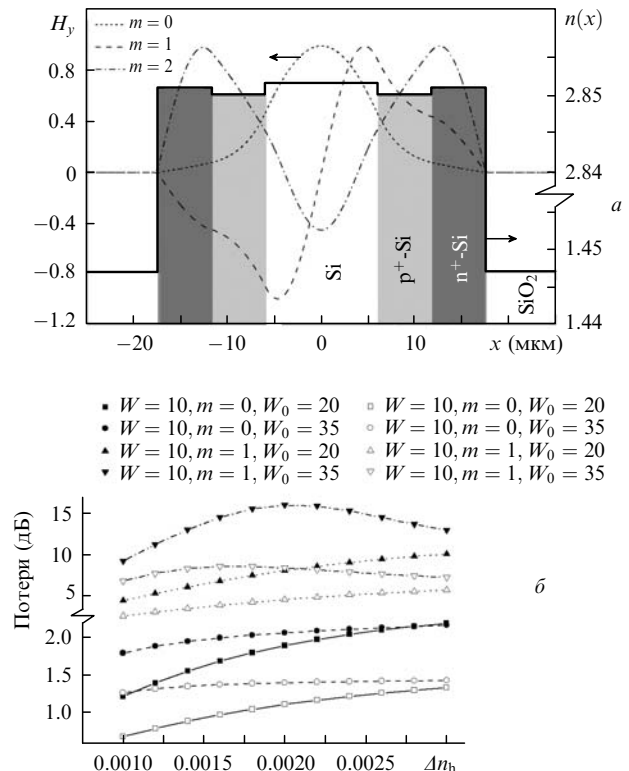 H_y
n(x)
m = 0
m = 1
m = 2
0.8
0.4
0
−0.4
−0.8
−1.2
2.85
2.84
1.45
1.44
а
Si
p⁺-Si
n⁺-Si
SiO₂
−20 −10 0 10 x (мкм)
W = 10, m = 0, W₀ = 20
W = 10, m = 0, W₀ = 35
W = 10, m = 1, W₀ = 20
W = 10, m = 1, W₀ = 35
W = 10, m = 0, W₀ = 20
W = 10, m = 0, W₀ = 35
W = 10, m = 1, W₀ = 20
W = 10, m = 1, W₀ = 35
Потери (дБ)
15
10
5
2.0
1.5
1.0
б
0.0010 0.0015 0.0020 0.0025 Δn_b